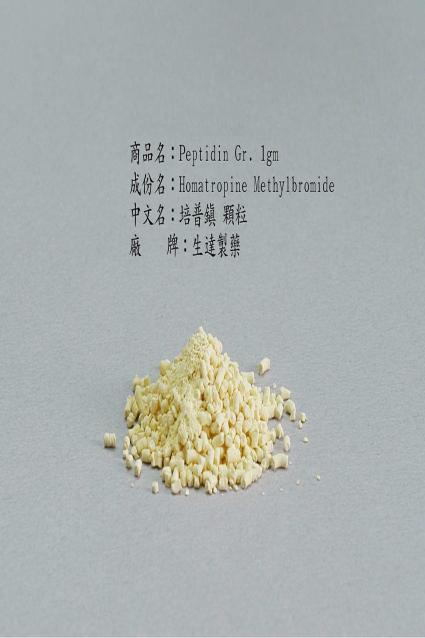 商品名：Peptidin Gr. 1gm
成份名：Homatropine Methylbromide
中文名：培普鎭 顆粒
廠　牌：生達製藥